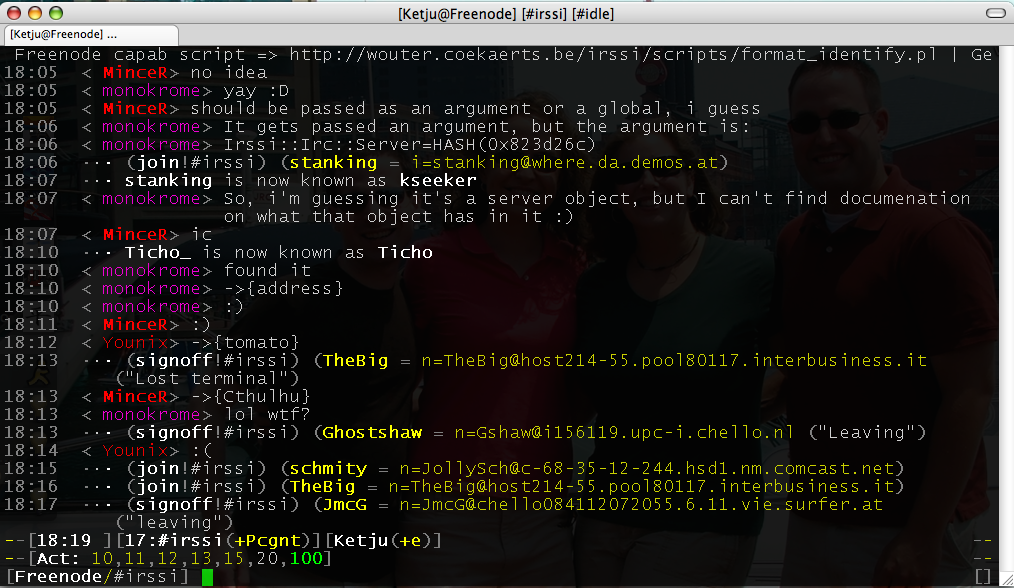 [Ketju@Freenode] [#irssi] [#idle]
[Ketju@Freenode] ...
Freenode capab script => http://wouter.coekaerts.be/irssi/scripts/format_identify.pl | Ge
18:05 < MinceR> no idea
18:05 < monokrome> yay :D
18:05 < MinceR> should be passed as an argument or a global, i guess
18:06 < monokrome> It gets passed an argument, but the argument is:
18:06 < monokrome> Irssi::Irc::Server=HASH(0x823d26c)
18:06 ··· (join!#irssi) (stanking = i=stanking@where.da.demos.at)
18:07 ··· stanking is now known as kseeker
18:07 < monokrome> So, i'm guessing it's a server object, but I can't find documenation
on what that object has in it :)
18:07 < MinceR> ic
18:10 ··· Ticho_ is now known as Ticho
18:10 < monokrome> found it
18:10 < monokrome> ->{address}
18:10 < monokrome> :)
18:11 < MinceR> :)
18:12 < Younix> ->{tomato}
18:13 ··· (signoff!#irssi) (TheBig = n=TheBig@host214-55.pool80117.interbusiness.it
("Lost terminal")
18:13 < MinceR> ->{Cthulhu}
18:13 < monokrome> lol wtf?
18:13 ··· (signoff!#irssi) (Ghostshaw = n=Gshaw@i156119.upc-i.chello.nl ("Leaving")
18:14 < Younix> :(
18:15 ··· (join!#irssi) (schmity = n=JollySch@c-68-35-12-244.hsd1.nm.comcast.net)
18:16 ··· (join!#irssi) (TheBig = n=TheBig@host214-55.pool80117.interbusiness.it)
18:17 ··· (signoff!#irssi) (JmcG = n=JmcG@chello084112072055.6.11.vie.surfer.at
("leaving")
--[18:19 ][17:#irssi(+Pcgnt)][Ketju(+e)] --
--[Act: 10,11,12,13,15,20,100] --
[Freenode/#irssi] []